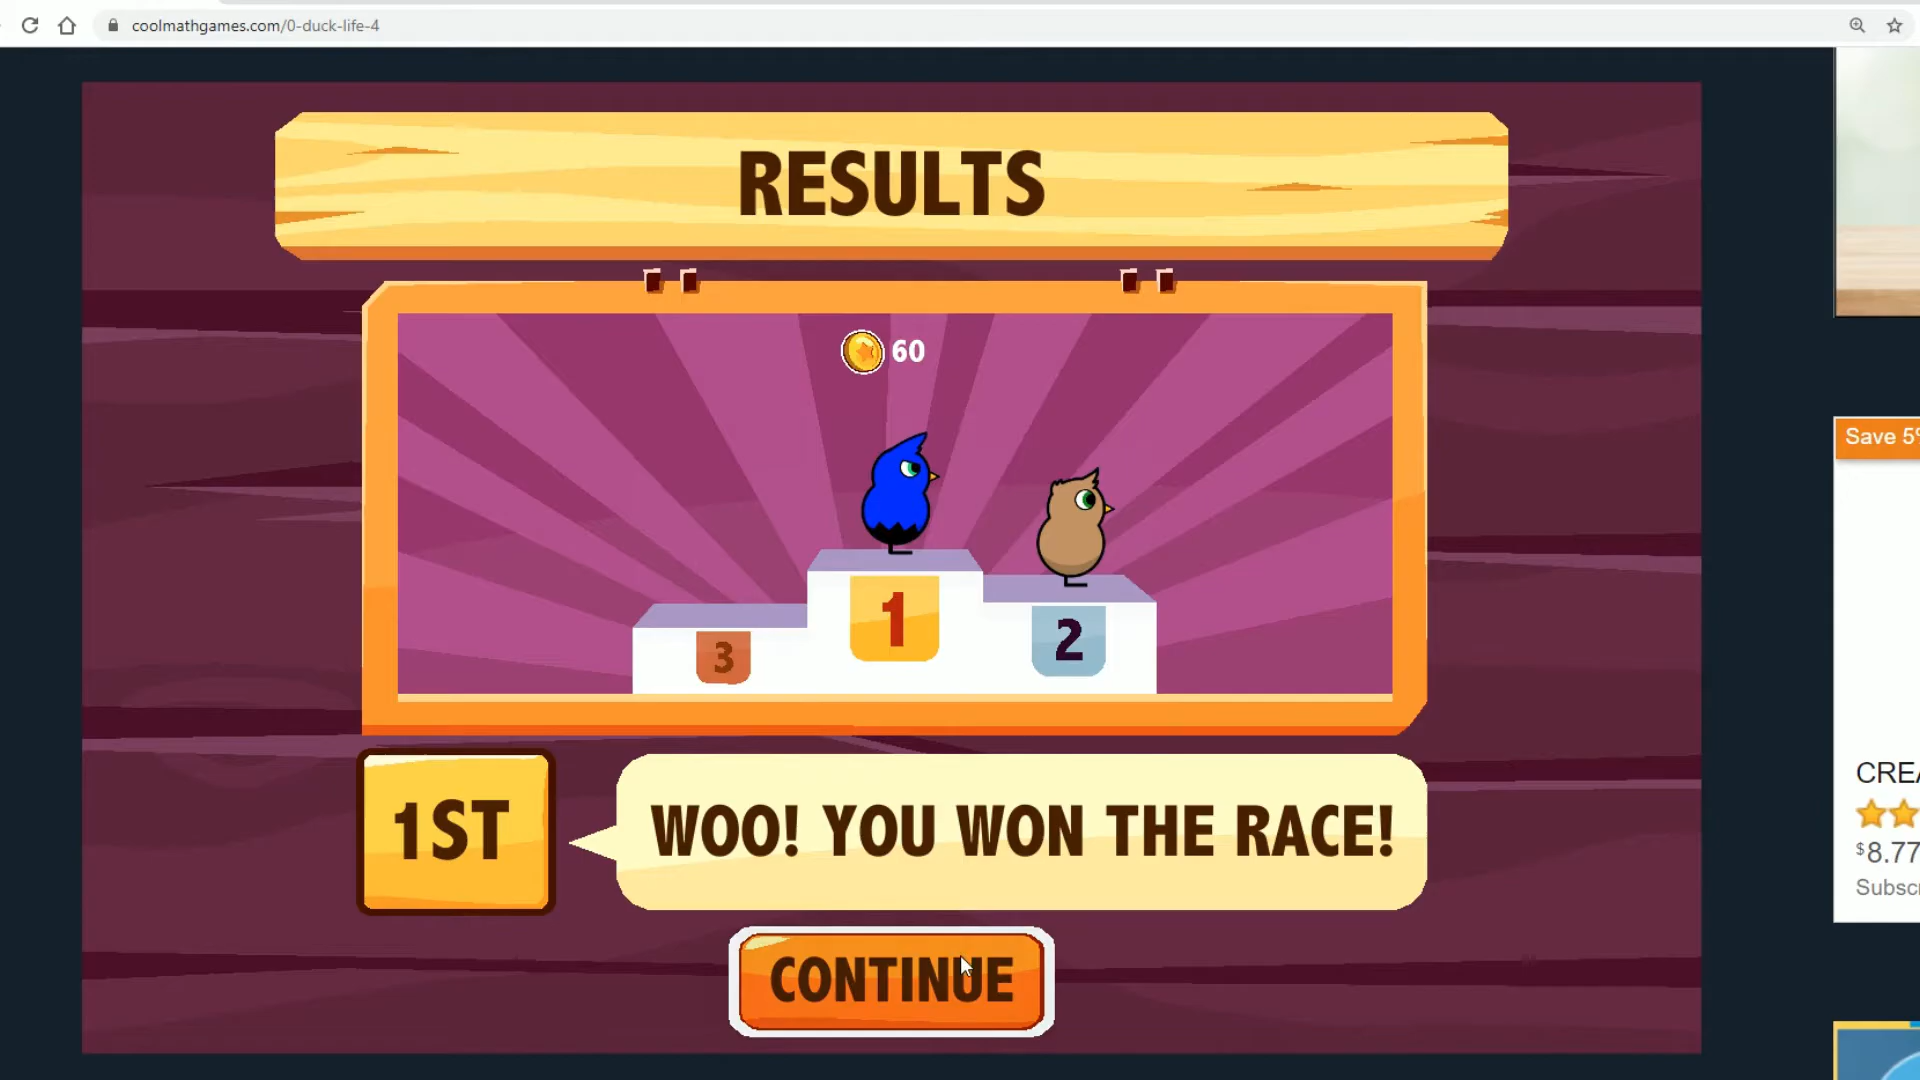 coolmathgames.com/0-duck-life-4
RESULTS
60
1
2
3
1ST
WOO! YOU WON THE RACE!
CONTINUE
Save 5%
CREA
$8.77
Subsc